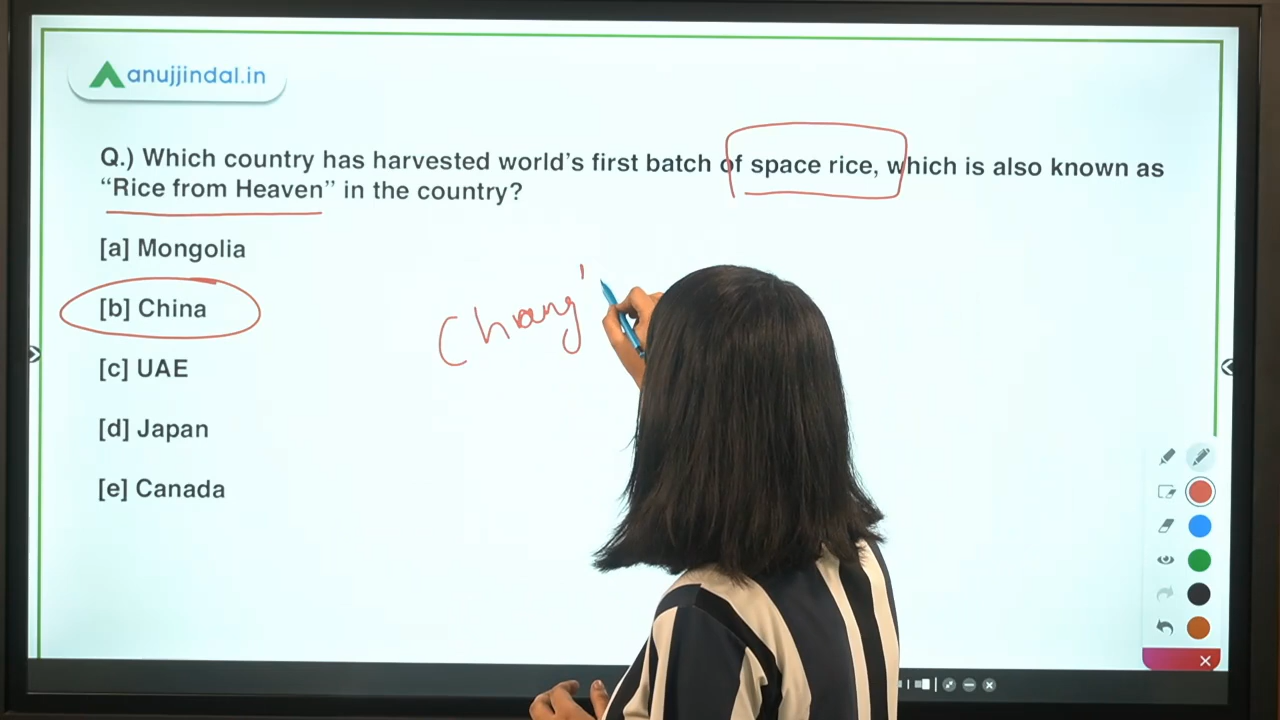 anujjindal.in
Q.) Which country has harvested world's first batch of space rice, which is also known as
“Rice from Heaven” in the country?
[a] Mongolia
[b] China
Chang'
[c] UAE
[d] Japan
[e] Canada